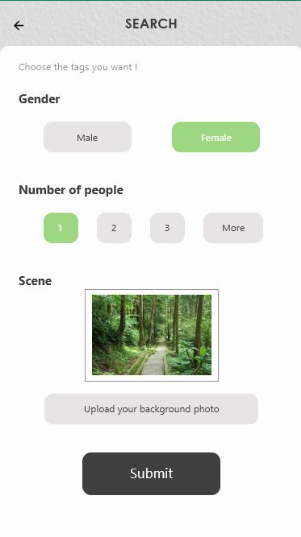 SEARCH
Choose the tags you want !
Gender
Male Female
Number of people
1 2 3 More
Scene
Upload your background photo
Submit